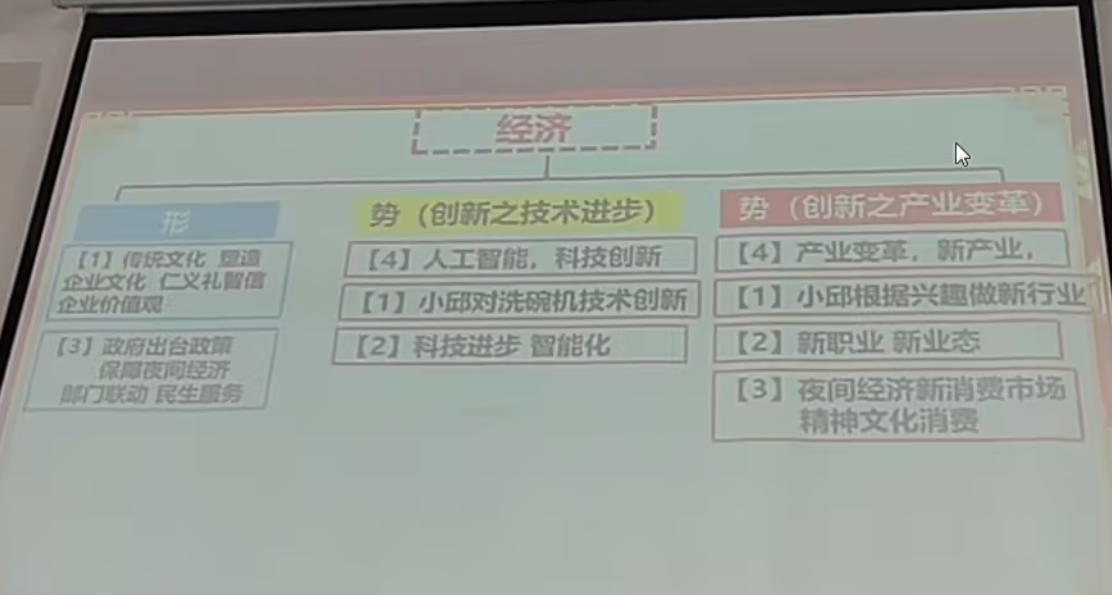 经济
形
【1】传统文化 塑造
企业文化 仁义礼智信
企业价值观
【3】政府出台政策
保障夜间经济
部门联动 民生服务
势（创新之技术进步）
【4】人工智能，科技创新
【1】小邱对洗碗机技术创新
【2】科技进步 智能化
势（创新之产业变革）
【4】产业变革，新产业，
【1】小邱根据兴趣做新行业
【2】新职业 新业态
【3】夜间经济新消费市场
精神文化消费